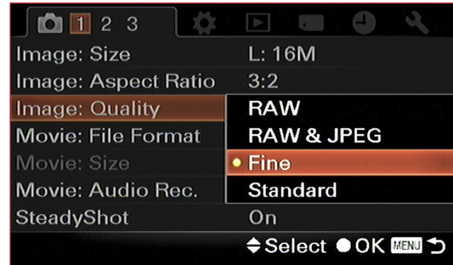 1 2 3
Image: Size L: 16M
Image: Aspect Ratio 3:2
Image: Quality RAW
Movie: File Format RAW & JPEG
Movie: Size Fine
Movie: Audio Rec. Standard
SteadyShot On
Select OK MENU